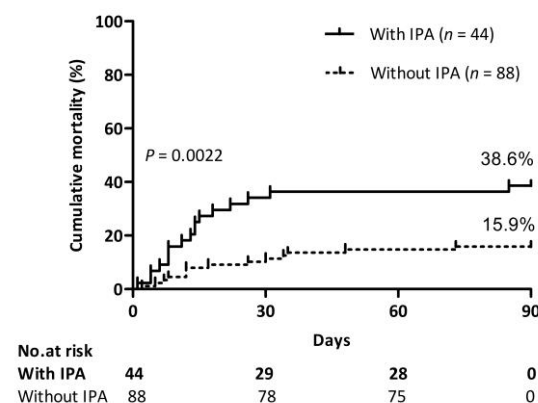 100
With IPA (n = 44)
80
Without IPA (n = 88)
60
P = 0.0022
38.6%
40
15.9%
20
0
0 30 60 90
Cumulative mortality (%)
Days
No.at risk
With IPA 44 29 28 0
Without IPA 88 78 75 0